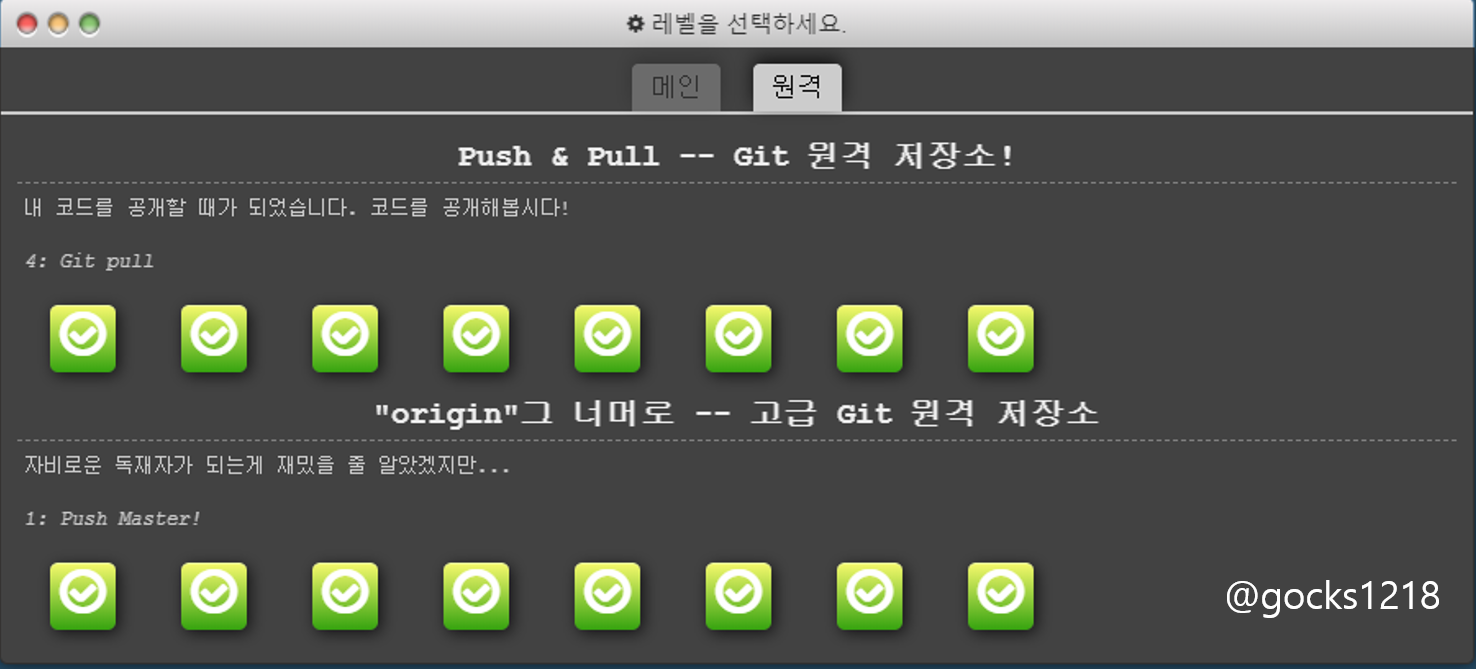 레벨을 선택하세요.
메인 원격
Push & Pull -- Git 원격 저장소!
내 코드를 공개할 때가 되었습니다. 코드를 공개해봅시다!
4: Git pull
"origin"그 너머로 -- 고급 Git 원격 저장소
자비로운 독재자가 되는게 재밌을 줄 알았겠지만...
1: Push Master!
@gocks1218